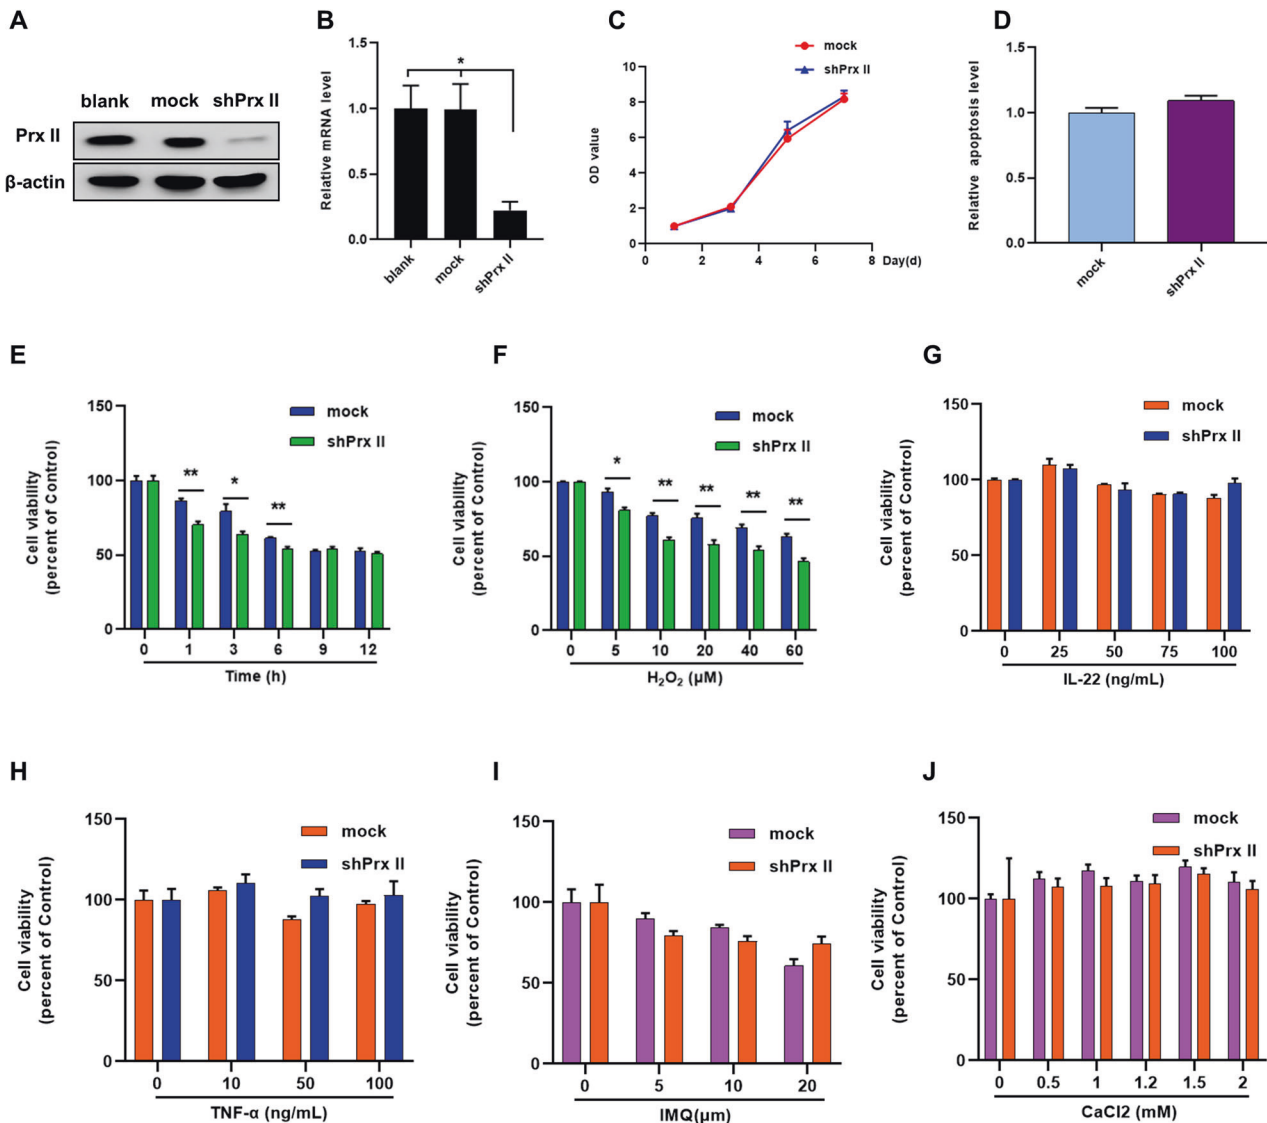 A
blank mock shPrx II
Prx II
β-actin
B
Relative mRNA level
1.5
1.0
0.5
0.0
*
blank mock shPrx II
C
mock
shPrx II
OD value
10
8
6
4
2
0
0 2 4 6 8 Day(d)
D
Relative apoptosis level
1.5
1.0
0.5
0.0
mock shPrx II
E
Cell viability
(percent of Control)
150
100
50
0
mock
shPrx II
** * **
0 1 3 6 9 12
Time (h)
F
Cell viability
(percent of Control)
150
100
50
0
mock
shPrx II
* ** ** ** **
0 5 10 20 40 60
H₂O₂ (μM)
G
Cell viability
(percent of Control)
150
100
50
0
mock
shPrx II
0 25 50 75 100
IL-22 (ng/mL)
H
Cell viability
(percent of Control)
150
100
50
0
mock
shPrx II
0 10 50 100
TNF-α (ng/mL)
I
Cell viability
(percent of Control)
150
100
50
0
mock
shPrx II
0 5 10 20
IMQ(μm)
J
Cell viability
(percent of Control)
150
100
50
0
mock
shPrx II
0 0.5 1 1.2 1.5 2
CaCl2 (mM)